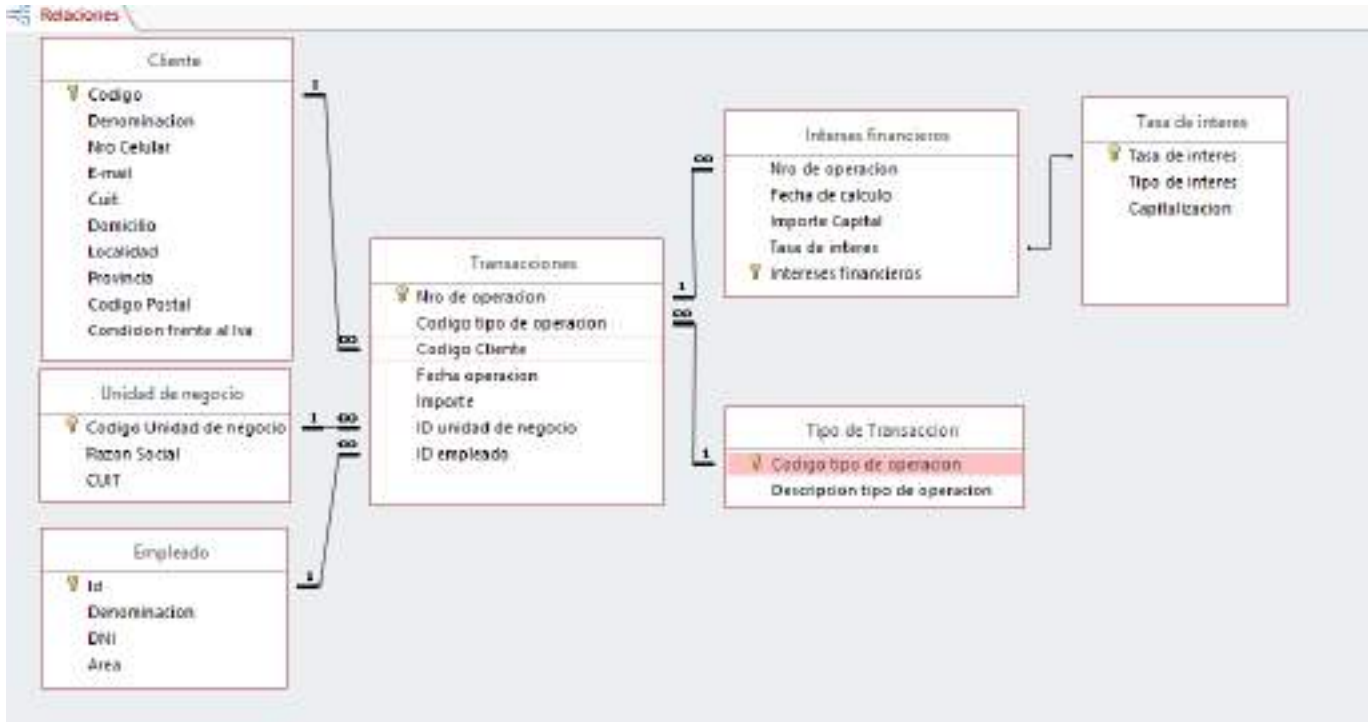 Relaciones
Cliente
Codigo
Denominacion
Nro Celular
E-mail
Cuit
Domicilio
Localidad
Provincia
Codigo Postal
Condicion frente al Iva
Unidad de negocio
Codigo Unidad de negocio
Razon Social
CUIT
Empleado
Id
Denominacion
DNI
Area
1
∞
1
∞
∞
1
Transacciones
Nro de operacion
Codigo tipo de operacion
Codigo Cliente
Fecha operacion
Importe
ID unidad de negocio
ID empleado
∞
1
∞
1
Interses financieros
Nro de operacion
Fecha de calculo
Importe Capital
Tasa de interes
Intereses financieros
Tipo de Transaccion
Codigo tipo de operacion
Descripcion tipo de operacion
Tasa de interes
Tasa de interes
Tipo de interes
Capitalizacion